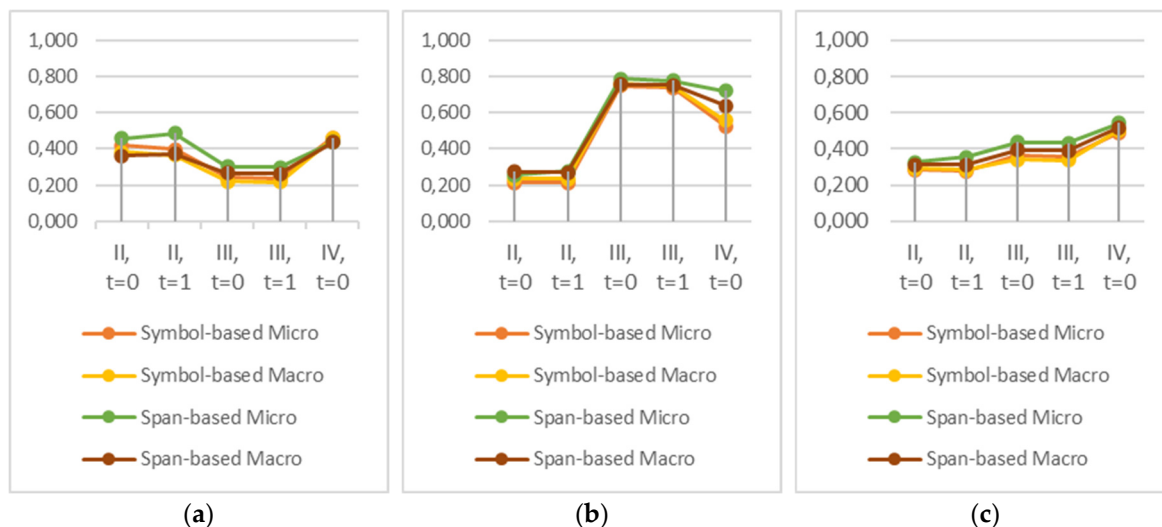 1,000
0,800
0,600
0,400
0,200
0,000
II, t=0
II, t=1
III, t=0
III, t=1
IV, t=0
Symbol-based Micro
Symbol-based Macro
Span-based Micro
Span-based Macro
(a)
1,000
0,800
0,600
0,400
0,200
0,000
II, t=0
II, t=1
III, t=0
III, t=1
IV, t=0
Symbol-based Micro
Symbol-based Macro
Span-based Micro
Span-based Macro
(b)
1,000
0,800
0,600
0,400
0,200
0,000
II, t=0
II, t=1
III, t=0
III, t=1
IV, t=0
Symbol-based Micro
Symbol-based Macro
Span-based Micro
Span-based Macro
(c)